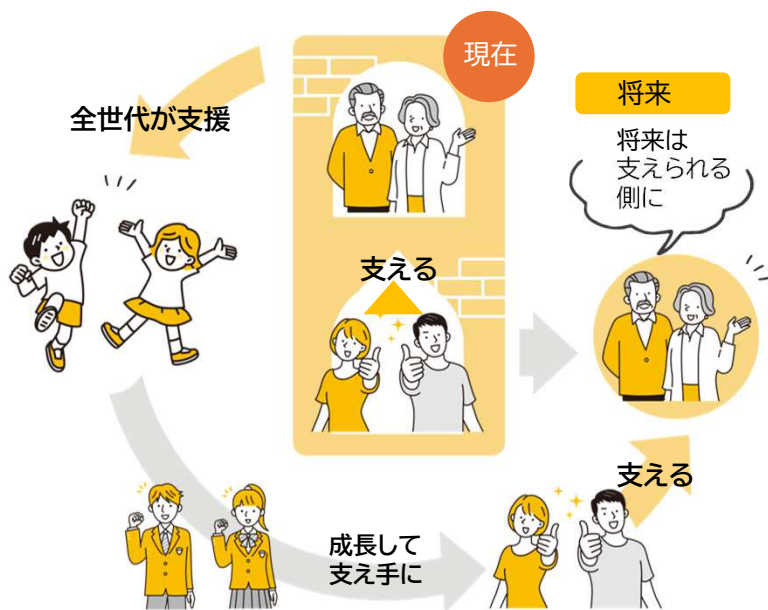 現在
全世代が支援
将来
将来は
支えられる
側に
支える
支える
成長して
支え手に